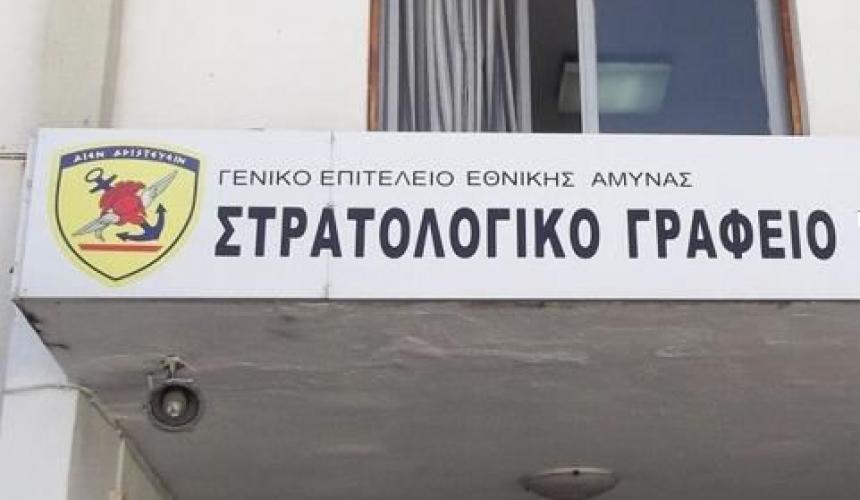 ΑΙΕΝ ΑΡΙΣΤΕΥΕΙΝ
ΓΕΝΙΚΟ ΕΠΙΤΕΛΕΙΟ ΕΘΝΙΚΗΣ ΑΜΥΝΑΣ
ΣΤΡΑΤΟΛΟΓΙΚΟ ΓΡΑΦΕΙΟ